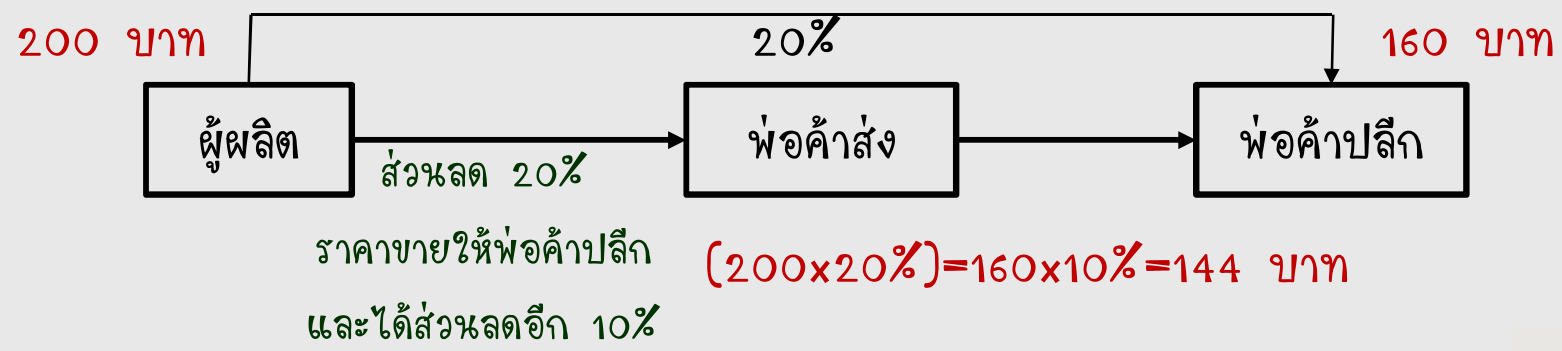 200 บาท
20%
160 บาท
ผู้ผลิต
พ่อค้าส่ง
พ่อค้าปลีก
ส่วนลด 20%
ราคาขายให้พ่อค้าปลีก
(200x20%)=160x10%=144 บาท
และได้ส่วนลดอีก 10%